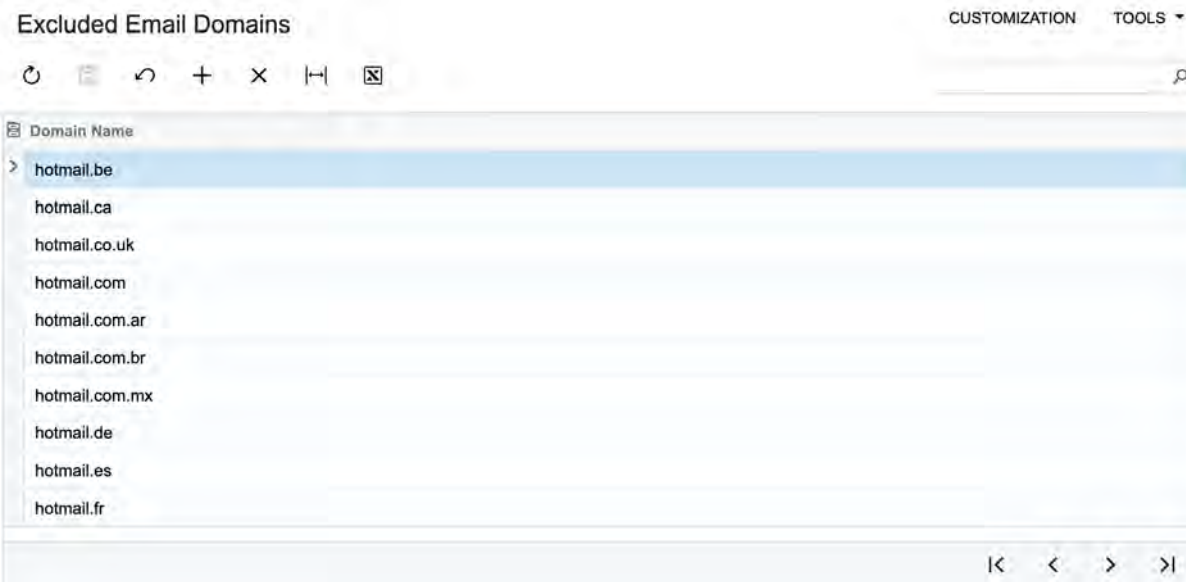 Excluded Email Domains
CUSTOMIZATION TOOLS
Domain Name
hotmail.be
hotmail.ca
hotmail.co.uk
hotmail.com
hotmail.com.ar
hotmail.com.br
hotmail.com.mx
hotmail.de
hotmail.es
hotmail.fr